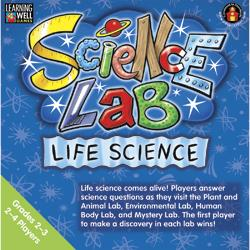 LEARNING
WELL
GAMES
SCIENCE
LAB
LIFE SCIENCE
Life science comes alive! Players answer
science questions as they visit the Plant and
Animal Lab, Environmental Lab, Human
Body Lab, and Mystery Lab. The first player
to make a discovery in each lab wins!
Grades 2–3
2–4 Players